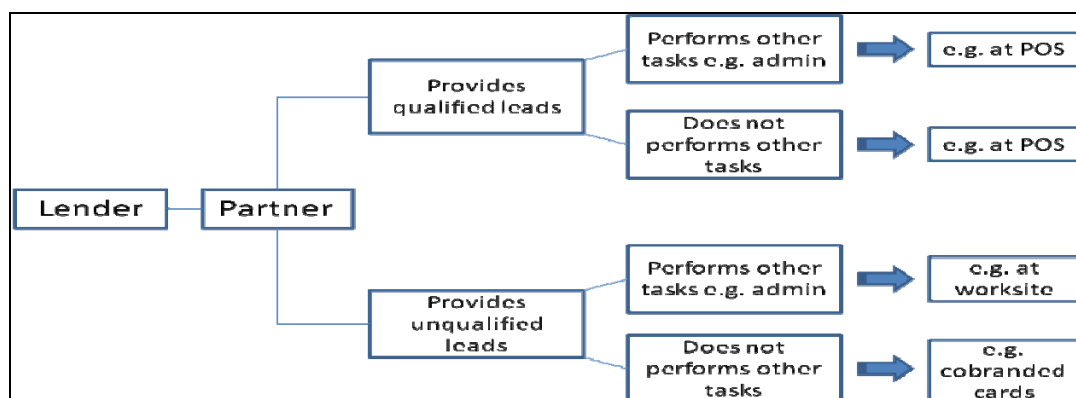 Lender
Partner
Provides
qualified leads
Performs other
tasks e.g. admin
e.g. at POS
Does not
performs other
tasks
e.g. at POS
Provides
unqualified
leads
Performs other
tasks e.g. admin
e.g. at
worksite
Does not
performs other
tasks
e.g.
cobranded
cards